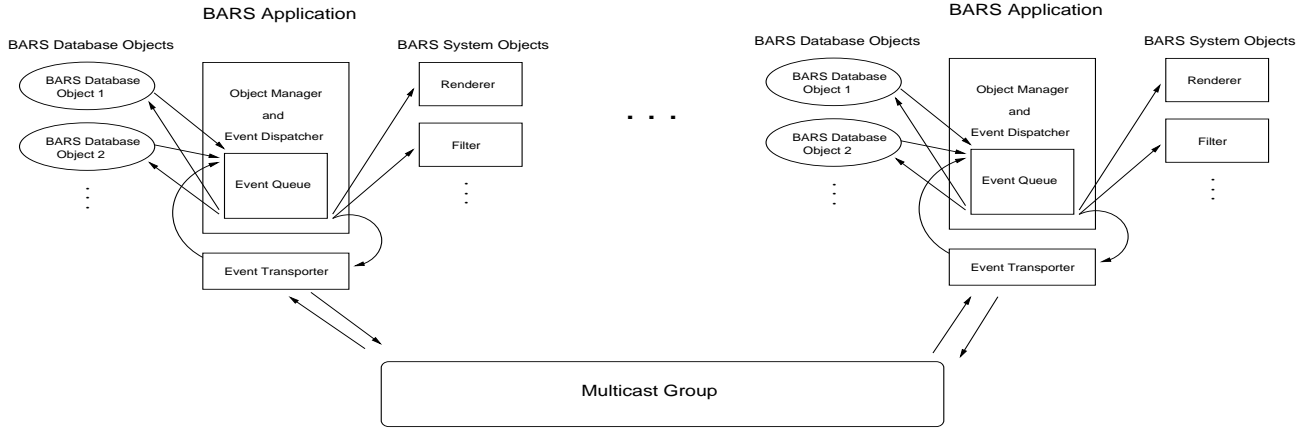 BARS Application
BARS Database Objects
BARS System Objects
BARS Database
Object 1
BARS Database
Object 2
Object Manager
and
Event Dispatcher
Event Queue
Renderer
Filter
Event Transporter
. . .
BARS Application
BARS Database Objects
BARS System Objects
BARS Database
Object 1
BARS Database
Object 2
Object Manager
and
Event Dispatcher
Event Queue
Renderer
Filter
Event Transporter
Multicast Group